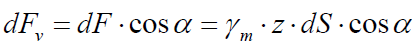 dF_v = dF · cos α = γ_m · z · dS · cos α